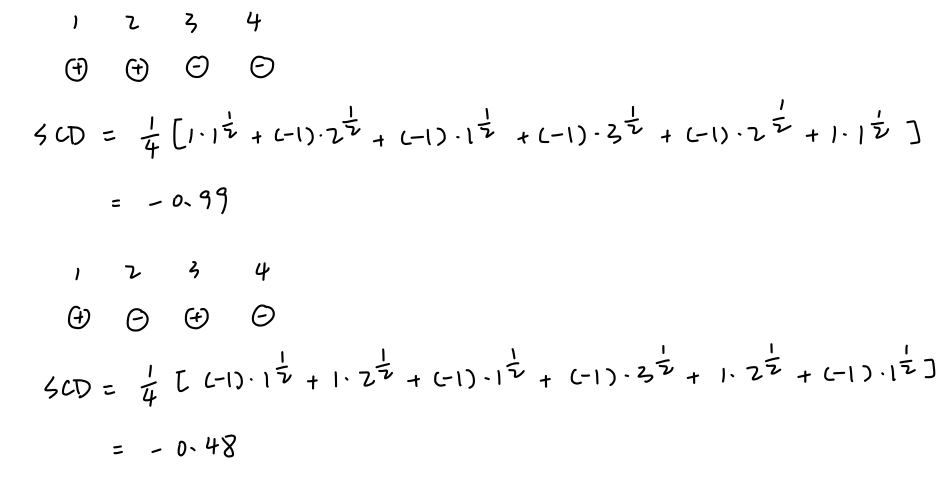 1 2 3 4
⊕ ⊕ ⊖ ⊖
SCD = 1/4 [1·1^{1/2} + (-1)·2^{1/2} + (-1)·1^{1/2} + (-1)·3^{1/2} + (-1)·2^{1/2} + 1·1^{1/2}]
= -0.99
1 2 3 4
⊕ ⊖ ⊕ ⊖
SCD = 1/4 [(-1)·1^{1/2} + 1·2^{1/2} + (-1)·1^{1/2} + (-1)·3^{1/2} + 1·2^{1/2} + (-1)·1^{1/2}]
= -0.48